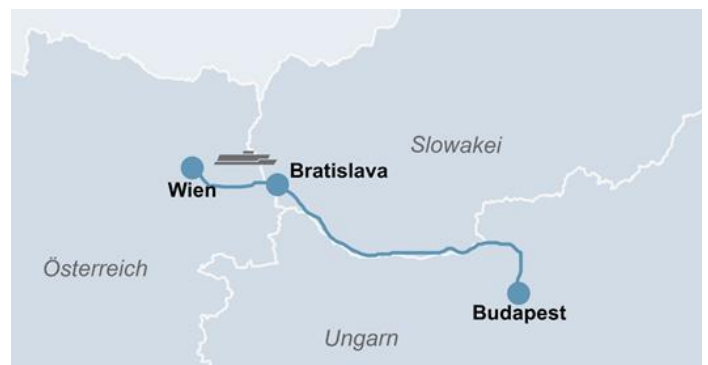 Slowakei
Bratislava
Wien
Österreich
Budapest
Ungarn